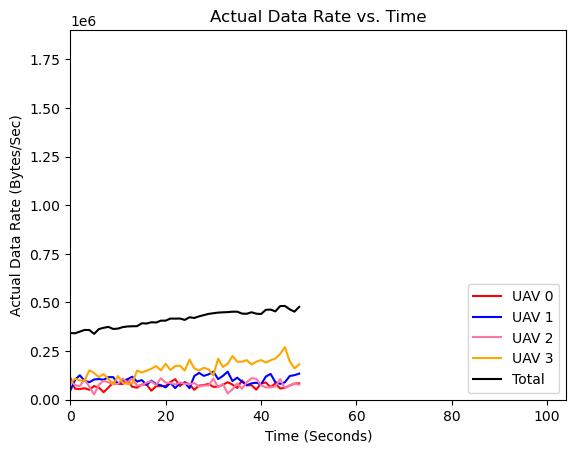 Actual Data Rate vs. Time
1e6
1.75
1.50
1.25
1.00
0.75
0.50
0.25
0.00
Actual Data Rate (Bytes/Sec)
0 20 40 60 80 100
Time (Seconds)
UAV 0
UAV 1
UAV 2
UAV 3
Total